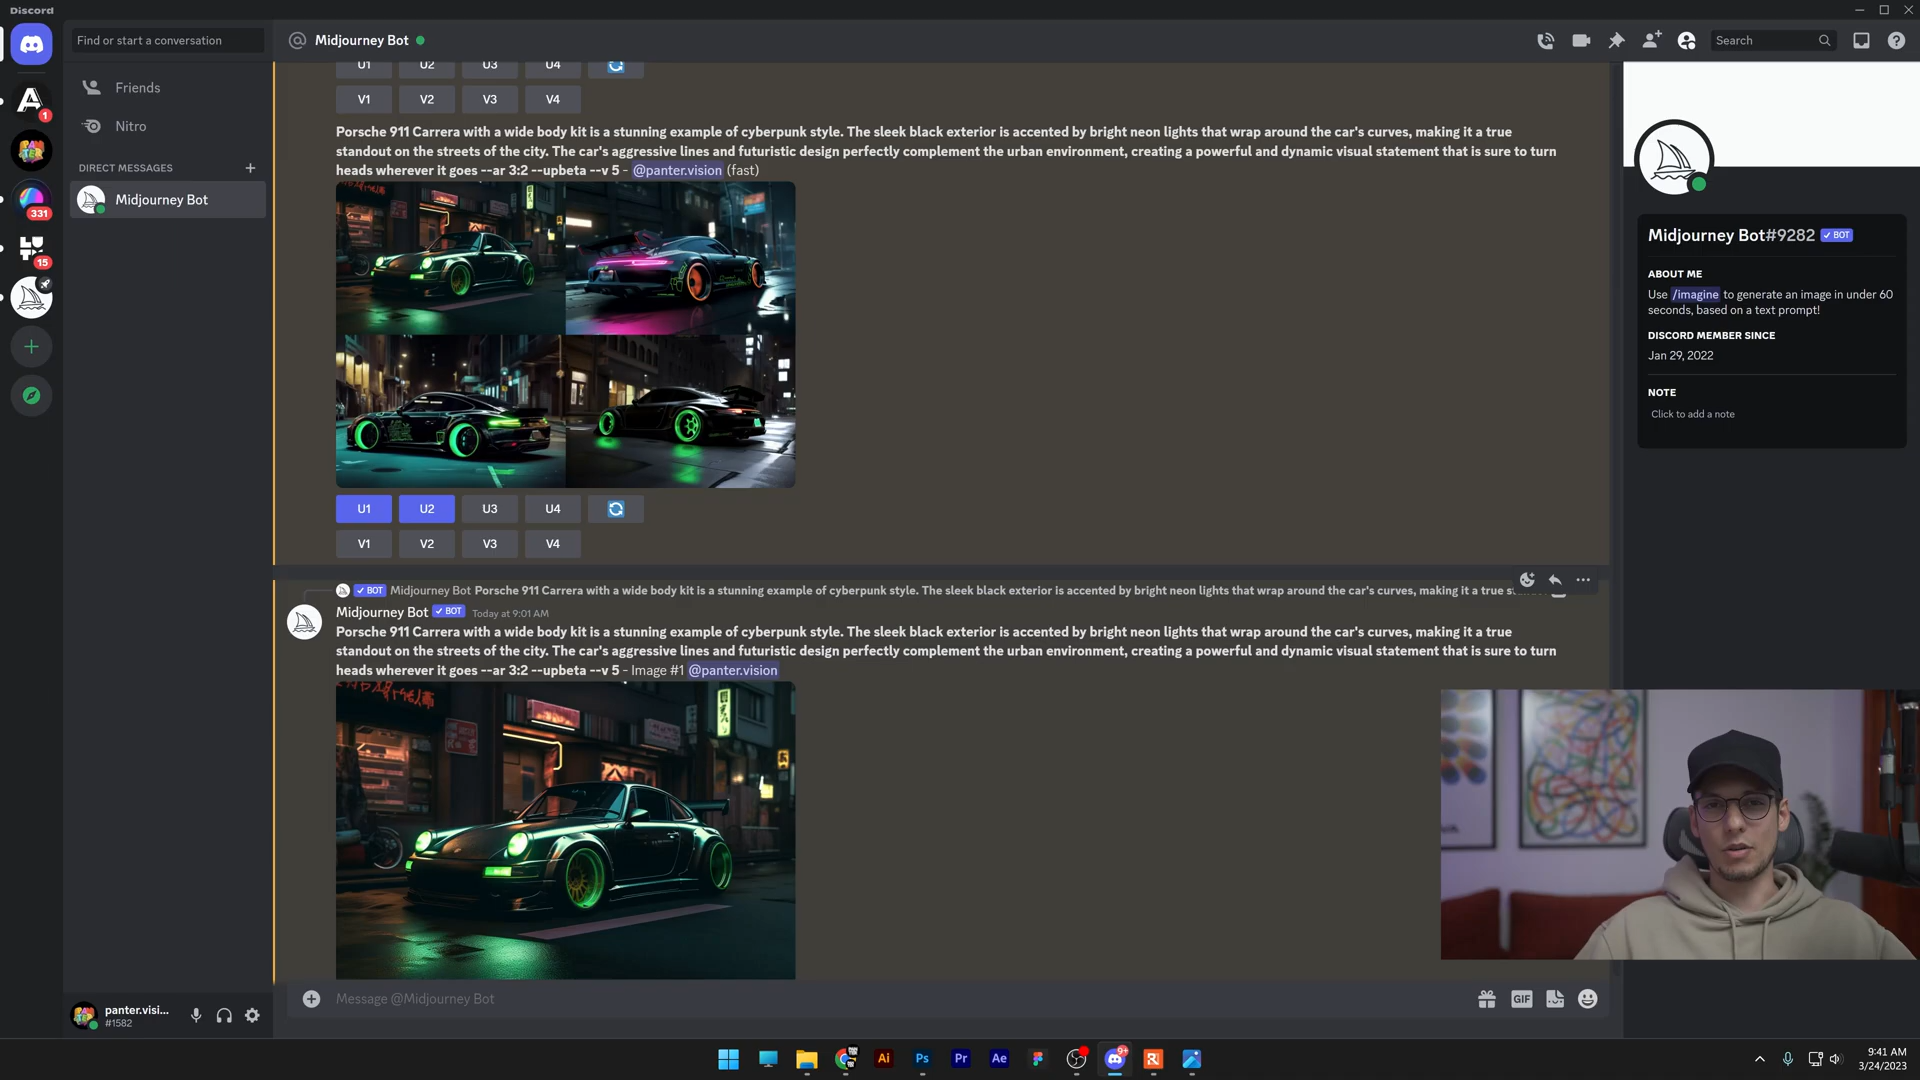 Discord
Find or start a conversation
Midjourney Bot
Search
U1 U2 U3 U4
V1 V2 V3 V4
Friends
Nitro
DIRECT MESSAGES
Midjourney Bot
1
331
15
Porsche 911 Carrera with a wide body kit is a stunning example of cyberpunk style. The sleek black exterior is accented by bright neon lights that wrap around the car's curves, making it a true
standout on the streets of the city. The car's aggressive lines and futuristic design perfectly complement the urban environment, creating a powerful and dynamic visual statement that is sure to turn
heads wherever it goes --ar 3:2 --upbeta --v 5 - @panter.vision (fast)
U1 U2 U3 U4
V1 V2 V3 V4
BOT Midjourney Bot Porsche 911 Carrera with a wide body kit is a stunning example of cyberpunk style. The sleek black exterior is accented by bright neon lights that wrap around the car's curves, making it a true
Midjourney Bot BOT Today at 9:01 AM
Porsche 911 Carrera with a wide body kit is a stunning example of cyberpunk style. The sleek black exterior is accented by bright neon lights that wrap around the car's curves, making it a true
standout on the streets of the city. The car's aggressive lines and futuristic design perfectly complement the urban environment, creating a powerful and dynamic visual statement that is sure to turn
heads wherever it goes --ar 3:2 --upbeta --v 5 - Image #1 @panter.vision
Message @Midjourney Bot
GIF
Midjourney Bot#9282 BOT
ABOUT ME
Use /imagine to generate an image in under 60
seconds, based on a text prompt!
DISCORD MEMBER SINCE
Jan 29, 2022
NOTE
Click to add a note
panter.visi...
#1582
Ai
Ps
Pr
Ae
9+
9:41 AM
3/24/2023